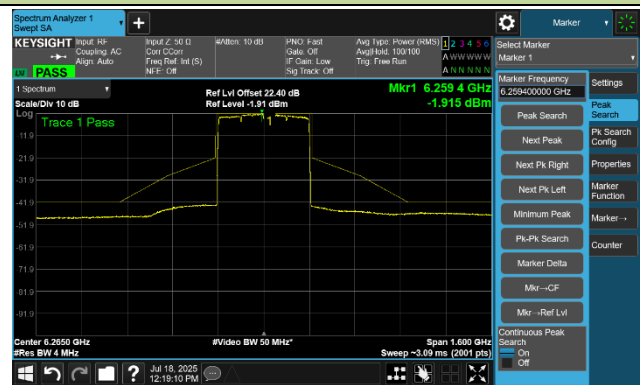 Spectrum Analyzer 1
Swept SA
Marker
KEYSIGHT
Input: RF
Coupling: AC
Align: Auto
Input Z: 50 Ω
Corr CCorr
Freq Ref: Int (S)
NFE: Off
#Atten: 10 dB
PNO: Fast
Gate: Off
IF Gain: Low
Sig Track: Off
Avg Type: Power (RMS)
Avg|Hold: 100/100
Trig: Free Run
1 2 3 4 5 6
A W W W W W
A N N N N N
LXI PASS
Select Marker
Marker 1
1 Spectrum
Scale/Div 10 dB
Ref Lvl Offset 22.40 dB
Ref Level -1.91 dBm
Mkr1 6.259 4 GHz
-1.915 dBm
Log
Trace 1 Pass
1
-11.9
-21.9
-31.9
-41.9
-51.9
-61.9
-71.9
-81.9
-91.9
Center 6.2650 GHz
#Res BW 4 MHz
#Video BW 50 MHz*
Span 1.600 GHz
Sweep ~3.09 ms (2001 pts)
Marker Frequency
6.259400000 GHz
Peak Search
Next Peak
Next Pk Right
Next Pk Left
Minimum Peak
Pk-Pk Search
Marker Delta
Mkr→CF
Mkr→Ref Lvl
Continuous Peak
Search
On
Off
Settings
Peak
Search
Pk Search
Config
Properties
Marker
Function
Marker→
Counter
Jul 18, 2025
12:19:10 PM